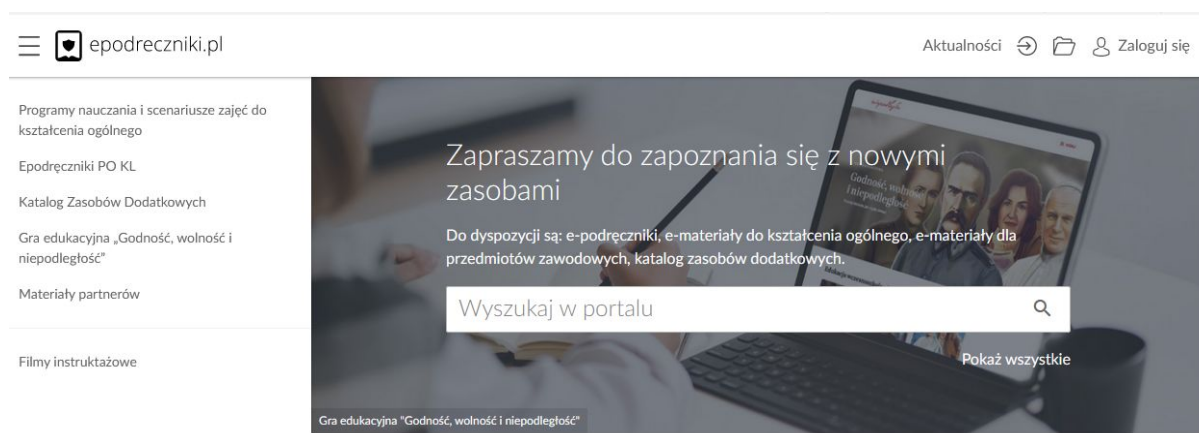 epodreczniki.pl
Aktualności
Zaloguj się
Programy nauczania i scenariusze zajęć do
kształcenia ogólnego
Epodręczniki PO KL
Katalog Zasobów Dodatkowych
Gra edukacyjna „Godność, wolność i
niepodległość”
Materiały partnerów
Filmy instruktażowe
Zapraszamy do zapoznania się z nowymi
zasobami
Do dyspozycji są: e-podręczniki, e-materiały do kształcenia ogólnego, e-materiały dla
przedmiotów zawodowych, katalog zasobów dodatkowych.
Wyszukaj w portalu
Pokaż wszystkie
Godność, wolność
i niepodległość
Gra edukacyjna "Godność, wolność i niepodległość"